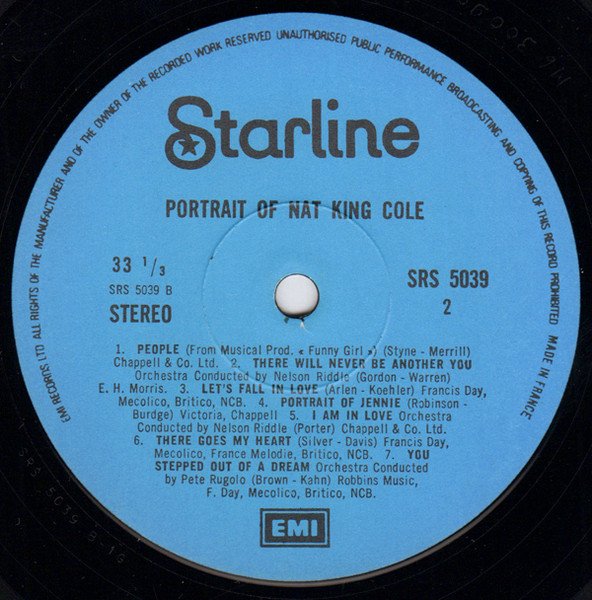 EMI RECORDS LTD ALL RIGHTS OF THE MANUFACTURER AND OF THE OWNER OF THE RECORDED WORK RESERVED UNAUTHORISED PUBLIC PERFORMANCE BROADCASTING AND COPYING OF THIS RECORD PROHIBITED MADE IN FRANCE
Starline
PORTRAIT OF NAT KING COLE
33 1/3
SRS 5039 B
STEREO
SRS 5039
2
1. PEOPLE (From Musical Prod. « Funny Girl ») (Styne - Merrill)
Chappell & Co. Ltd. 2. THERE WILL NEVER BE ANOTHER YOU
Orchestra Conducted by Nelson Riddle (Gordon - Warren)
E. H. Morris. 3. LET'S FALL IN LOVE (Arlen - Koehler) Francis Day,
Mecolico, Britico, NCB. 4. PORTRAIT OF JENNIE (Robinson -
Burdge) Victoria, Chappell 5. I AM IN LOVE Orchestra
Conducted by Nelson Riddle (Porter) Chappell & Co. Ltd.
6. THERE GOES MY HEART (Silver - Davis) Francis Day,
Mecolico, France Melodie, Britico, NCB. 7. YOU
STEPPED OUT OF A DREAM Orchestra Conducted
by Pete Rugolo (Brown - Kahn) Robbins Music,
F. Day, Mecolico, Britico, NCB.
EMI
SRS 5039 B